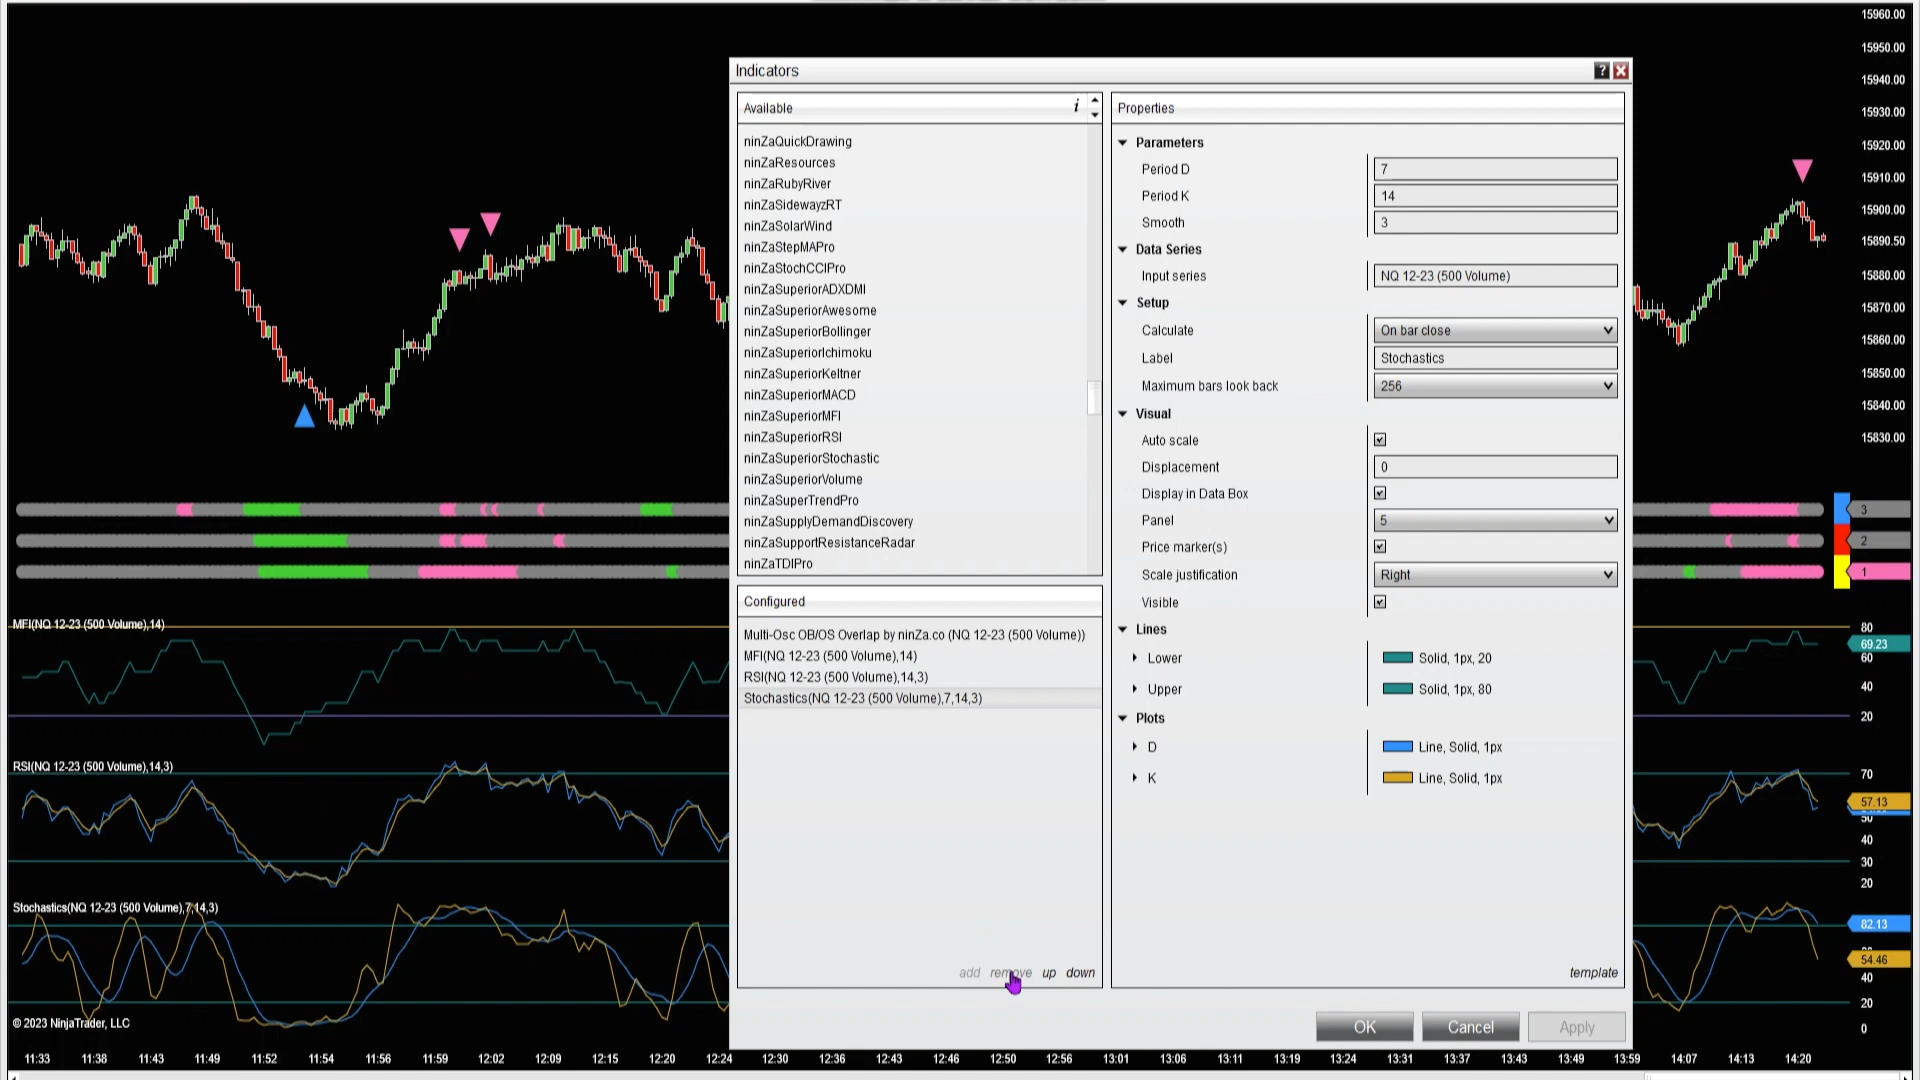 Indicators
?
Available
i
ninZaQuickDrawing
ninZaResources
ninZaRubyRiver
ninZaSidewayzRT
ninZaSolarWind
ninZaStepMAPro
ninZaStochCCIPro
ninZaSuperiorADXDMI
ninZaSuperiorAwesome
ninZaSuperiorBollinger
ninZaSuperiorIchimoku
ninZaSuperiorKeltner
ninZaSuperiorMACD
ninZaSuperiorMFI
ninZaSuperiorRSI
ninZaSuperiorStochastic
ninZaSuperiorVolume
ninZaSuperTrendPro
ninZaSupplyDemandDiscovery
ninZaSupportResistanceRadar
ninZaTDIPro
Configured
Multi-Osc OB/OS Overlap by ninZa.co (NQ 12-23 (500 Volume))
MFI(NQ 12-23 (500 Volume),14)
RSI(NQ 12-23 (500 Volume),14,3)
Stochastics(NQ 12-23 (500 Volume),7,14,3)
add remove up down
Properties
Parameters
Period D 7
Period K 14
Smooth 3
Data Series
Input series NQ 12-23 (500 Volume)
Setup
Calculate On bar close
Label Stochastics
Maximum bars look back 256
Visual
Auto scale
Displacement 0
Display in Data Box
Panel 5
Price marker(s)
Scale justification Right
Visible
Lines
Lower Solid, 1px, 20
Upper Solid, 1px, 80
Plots
D Line, Solid, 1px
K Line, Solid, 1px
template
OK Cancel Apply
MFI(NQ 12-23 (500 Volume),14)
RSI(NQ 12-23 (500 Volume),14,3)
Stochastics(NQ 12-23 (500 Volume),7,14,3)
© 2023 NinjaTrader, LLC
15960.00
15950.00
15940.00
15930.00
15920.00
15910.00
15900.00
15890.50
15880.00
15870.00
15860.00
15850.00
15840.00
15830.00
3
2
1
80
69.23
60
40
20
70
57.13
50
40
30
20
82.13
54.46
40
20
0
11:33 11:38 11:43 11:49 11:52 11:54 11:56 11:59 12:02 12:09 12:15 12:20 12:24 12:30 12:36 12:43 12:46 12:50 12:56 13:01 13:06 13:11 13:19 13:24 13:31 13:37 13:43 13:49 13:59 14:07 14:13 14:20